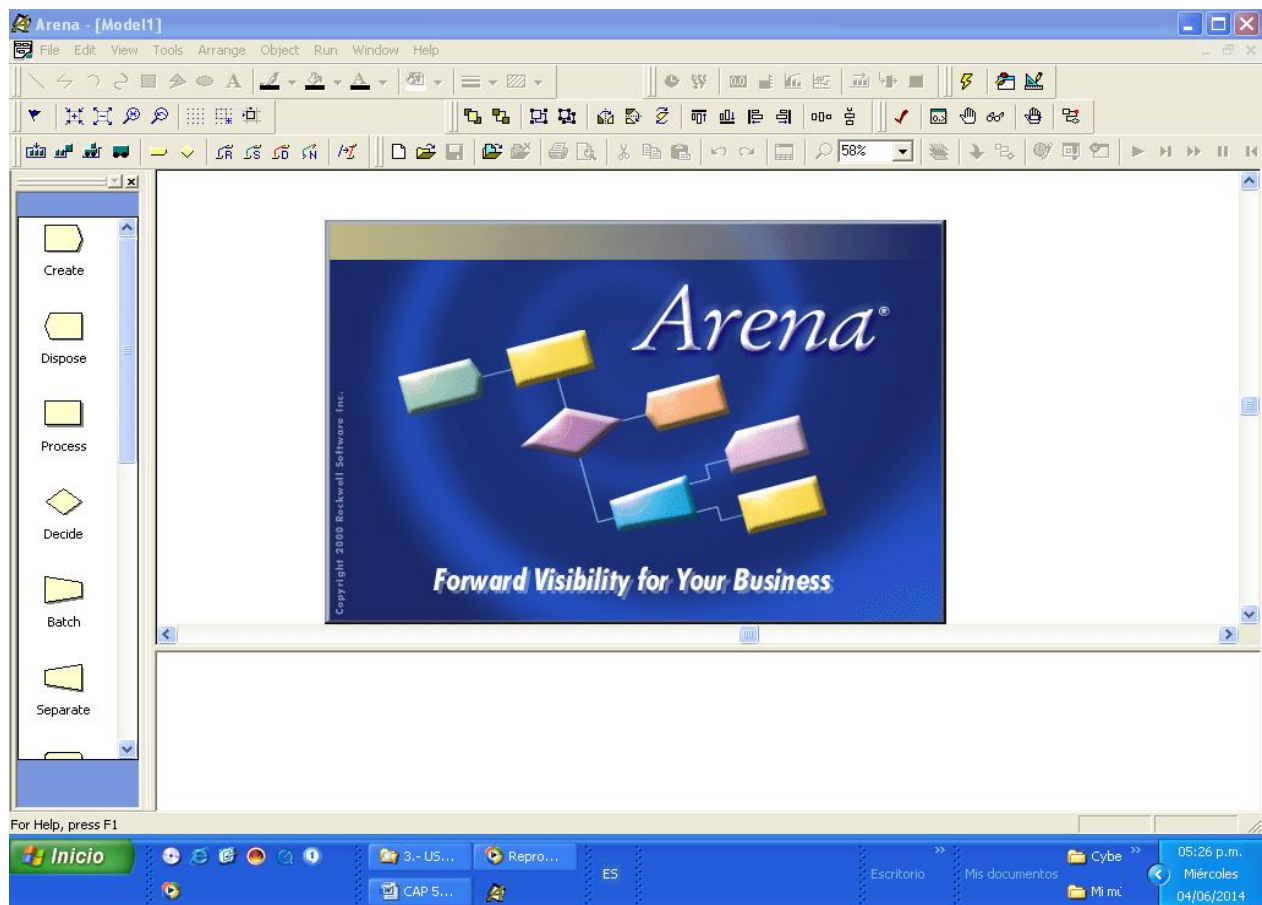 Arena - [Model1]
File Edit View Tools Arrange Object Run Window Help
58%
Create
Dispose
Process
Decide
Batch
Separate
Arena®
Copyright 2000 Rockwell Software Inc.
Forward Visibility for Your Business
For Help, press F1
Inicio
3.- US...
Repro...
CAP 5...
ES
Escritorio
Mis documentos
Cybe
Mi mú
05:26 p.m.
Miércoles
04/06/2014